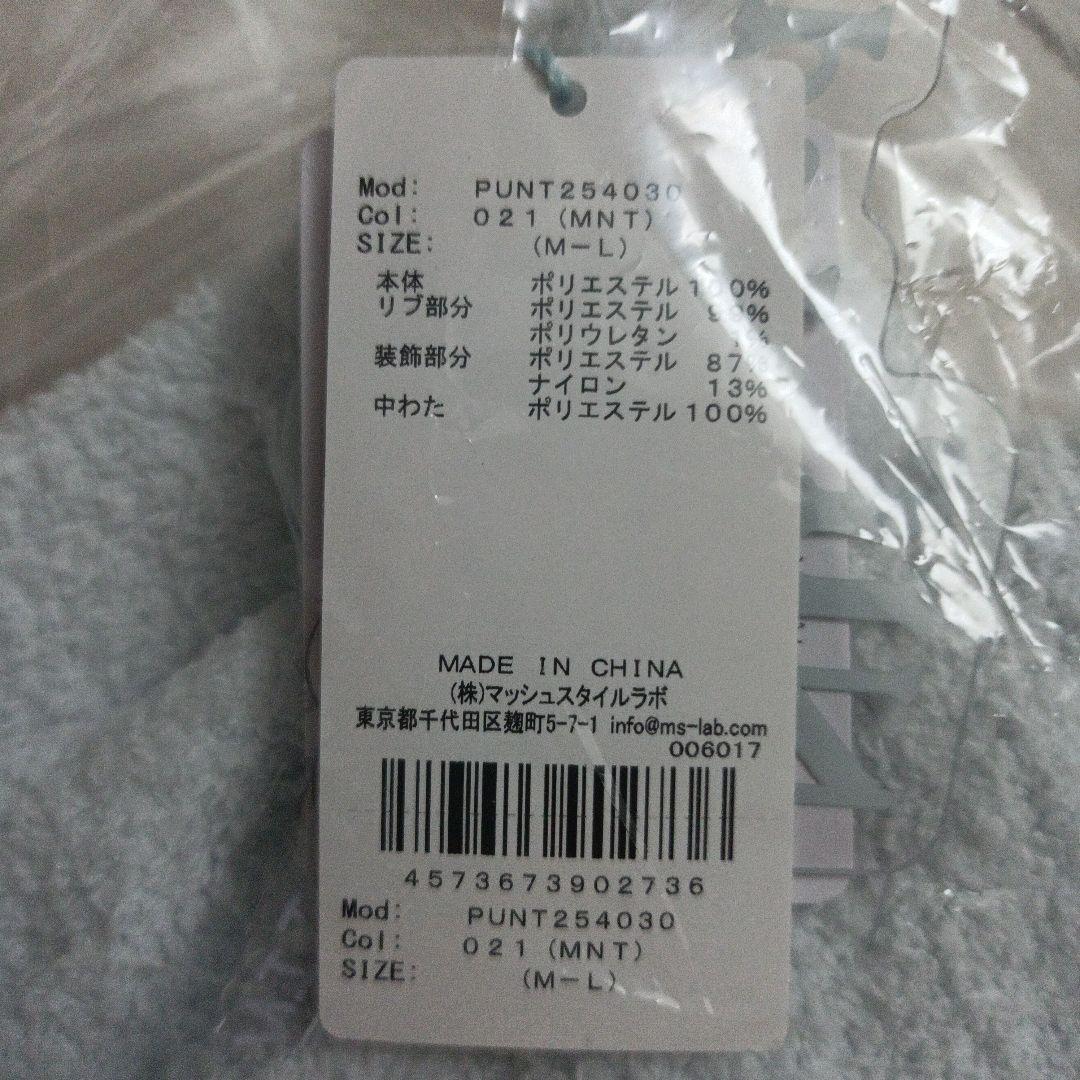 Mod: PUNT254030
Col: 021 (MNT)
SIZE: (M-L)
本体 ポリエステル 100%
リブ部分 ポリエステル 99%
ポリウレタン 1%
装飾部分 ポリエステル 87%
ナイロン 13%
中わた ポリエステル 100%
MADE IN CHINA
(株)マッシュスタイルラボ
東京都千代田区麹町5-7-1 info@ms-lab.com
006017
4573673902736
Mod: PUNT254030
Col: 021 (MNT)
SIZE: (M-L)